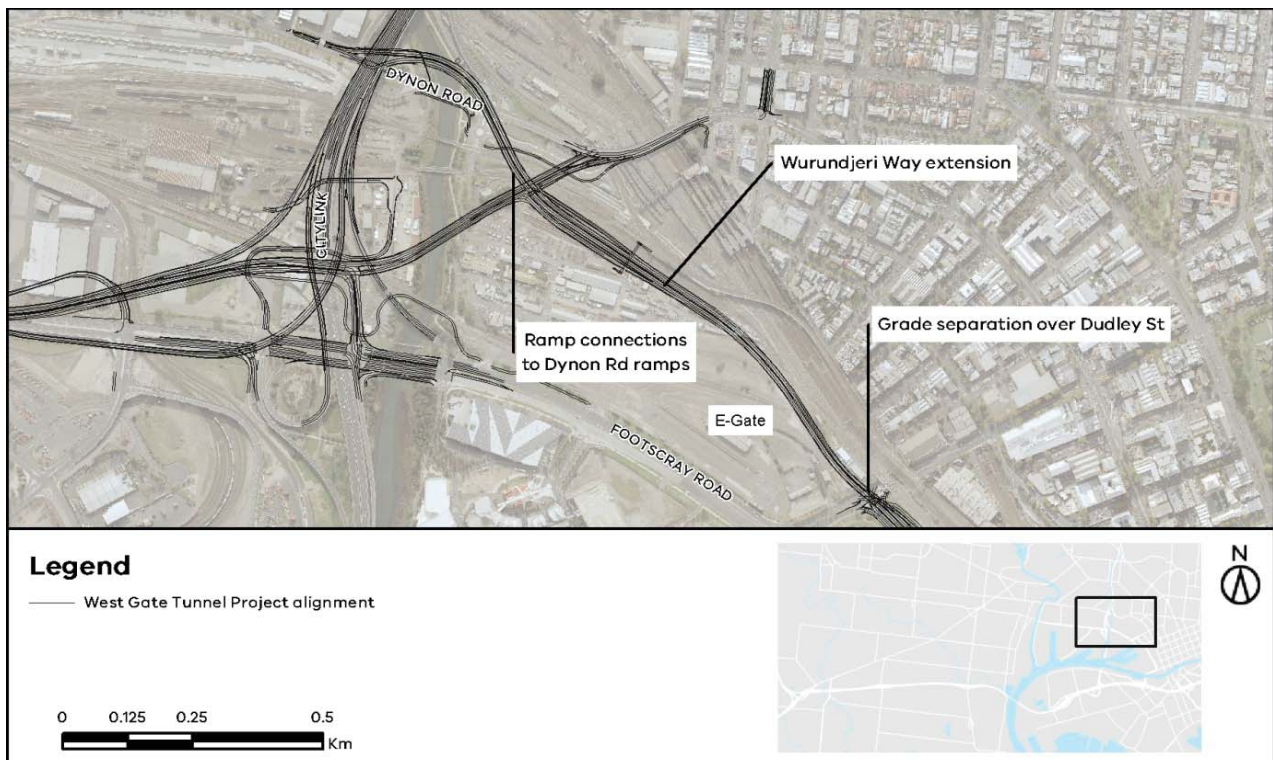 DYNON ROAD
Wurundjeri Way extension
CITYLINK
Grade separation over Dudley St
Ramp connections
to Dynon Rd ramps
E-Gate
FOOTSCRAY ROAD
Legend
West Gate Tunnel Project alignment
N
0 0.125 0.25 0.5
Km